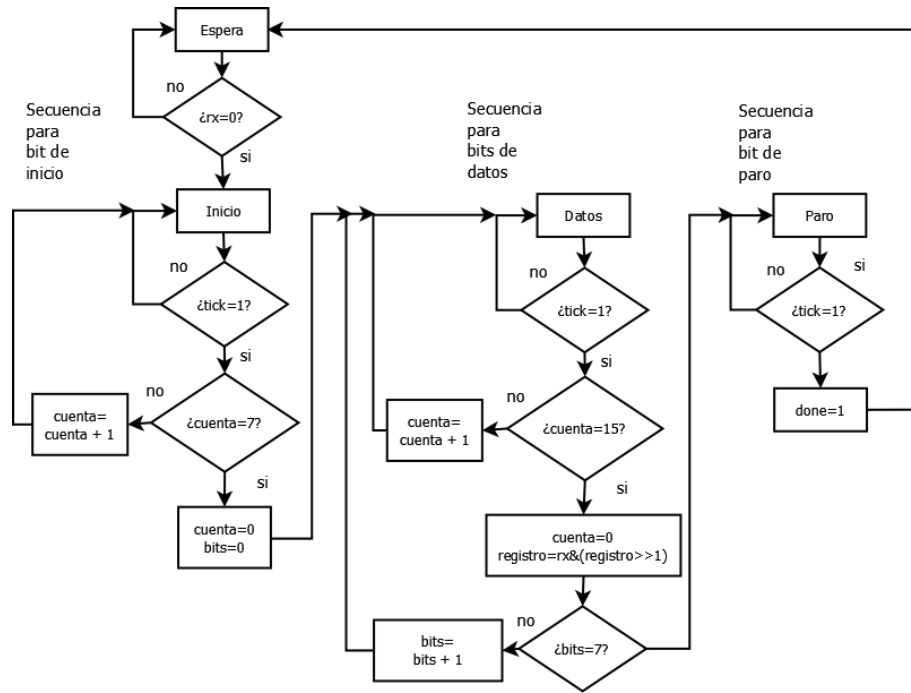 Espera
no
¿rx=0?
si
Secuencia
para
bit de
inicio
Inicio
no
¿tick=1?
si
no
¿cuenta=7?
cuenta=
cuenta + 1
si
cuenta=0
bits=0
Secuencia
para
bits de
datos
Datos
no
¿tick=1?
si
no
¿cuenta=15?
cuenta=
cuenta + 1
si
cuenta=0
registro=rx&(registro>>1)
no
¿bits=7?
bits=
bits + 1
Secuencia
para
bit de
paro
Paro
no
si
¿tick=1?
done=1